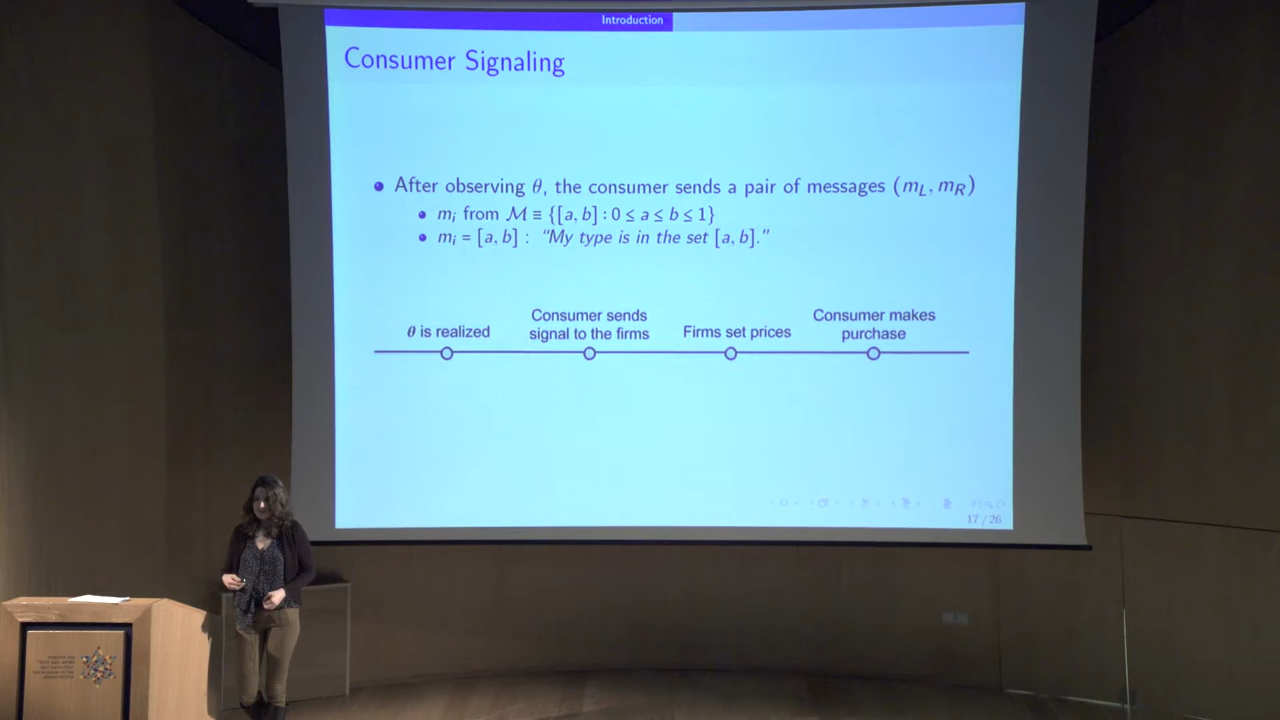 Introduction
Consumer Signaling
After observing θ, the consumer sends a pair of messages (m_L, m_R)
m_i from ℳ ≡ {[a, b] : 0 ≤ a ≤ b ≤ 1}
m_i = [a, b] : "My type is in the set [a, b]."
θ is realized
Consumer sends
signal to the firms
Firms set prices
Consumer makes
purchase
17 / 26